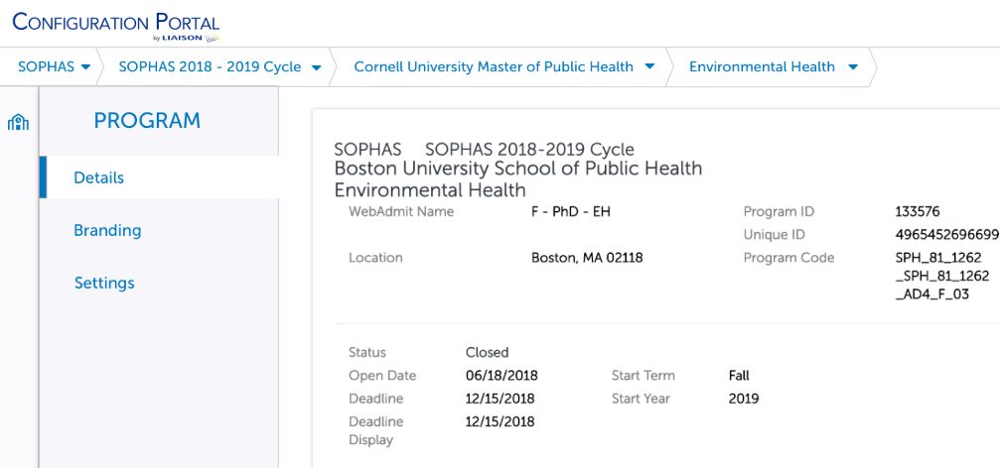 CONFIGURATION PORTAL
by LIAISON
SOPHAS SOPHAS 2018 - 2019 Cycle Cornell University Master of Public Health Environmental Health
PROGRAM
Details
Branding
Settings
SOPHAS SOPHAS 2018-2019 Cycle
Boston University School of Public Health
Environmental Health
WebAdmit Name F - PhD - EH Program ID 133576
Unique ID 4965452696699
Location Boston, MA 02118 Program Code SPH_81_1262
_SPH_81_1262
_AD4_F_03
Status Closed
Open Date 06/18/2018 Start Term Fall
Deadline 12/15/2018 Start Year 2019
Deadline 12/15/2018
Display